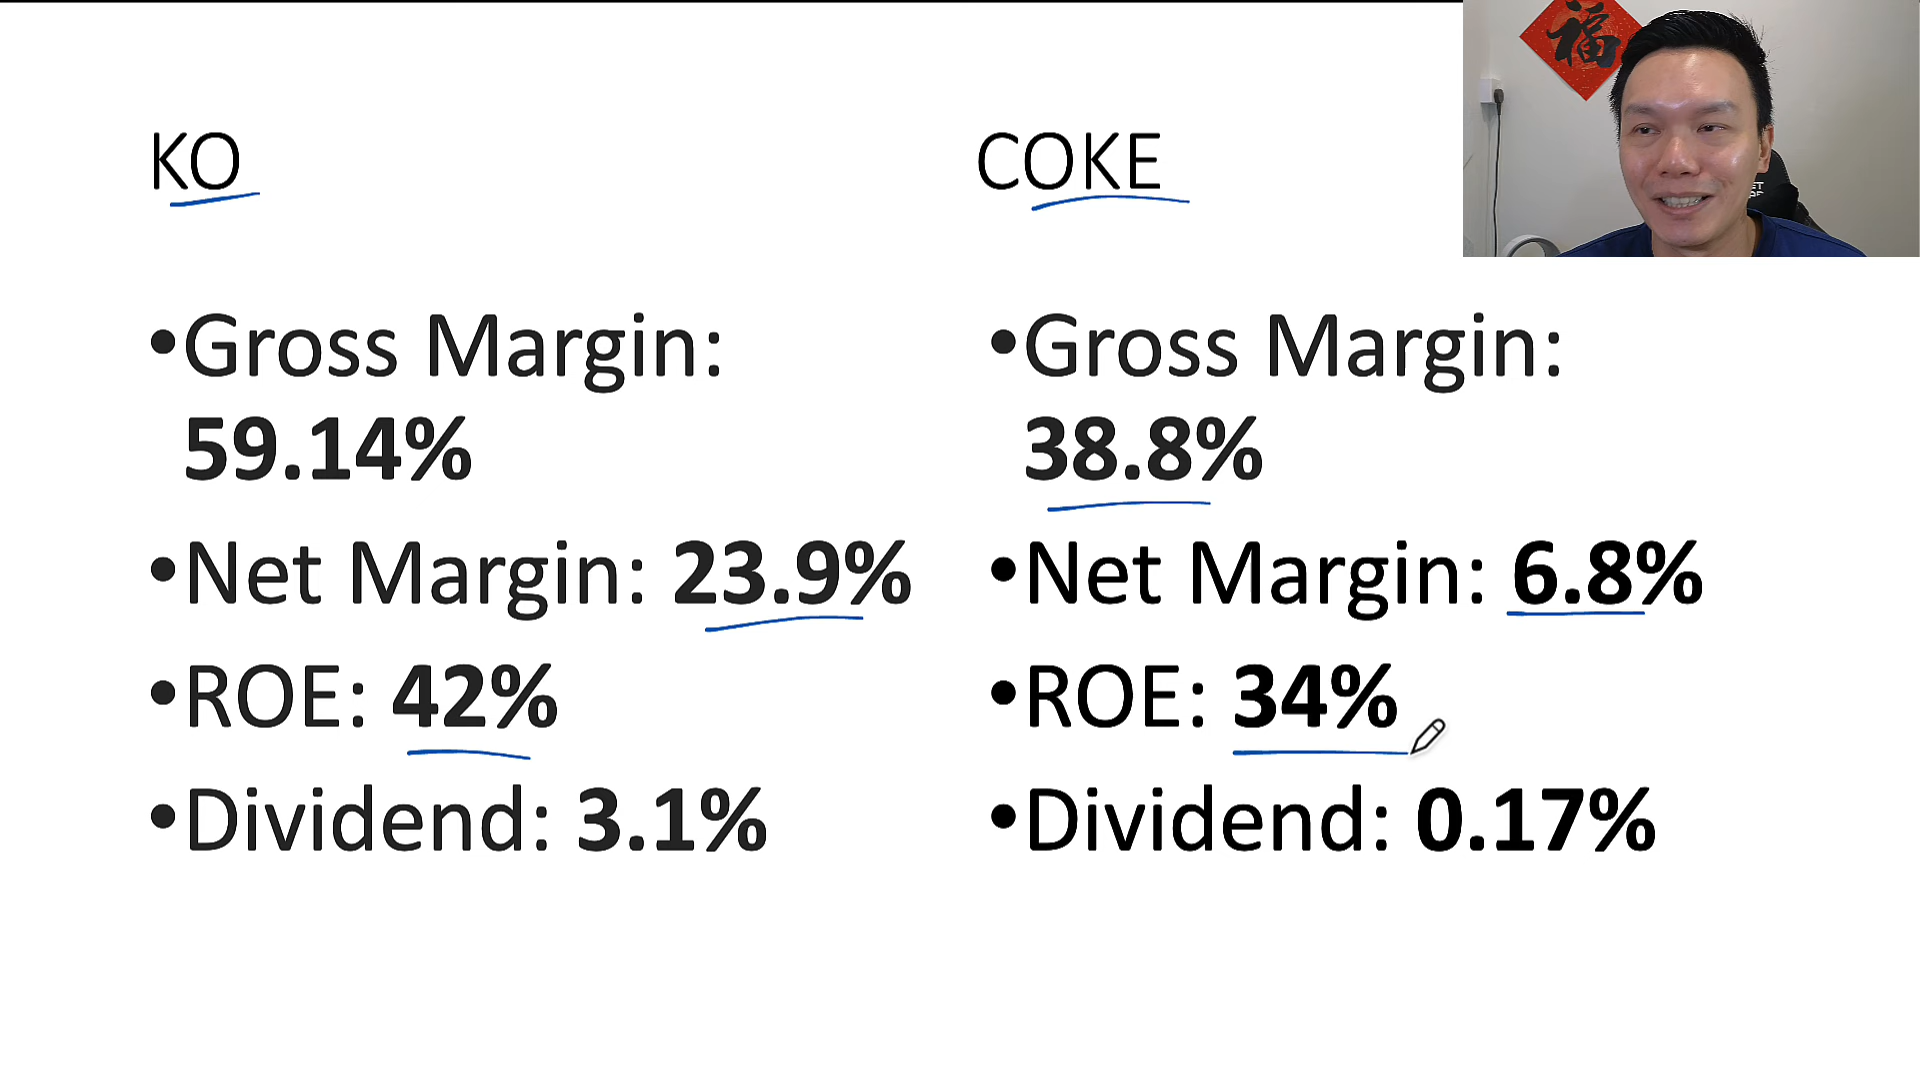 KO
•Gross Margin:
59.14%
•Net Margin: 23.9%
•ROE: 42%
•Dividend: 3.1%
COKE
•Gross Margin:
38.8%
•Net Margin: 6.8%
•ROE: 34%
•Dividend: 0.17%
福